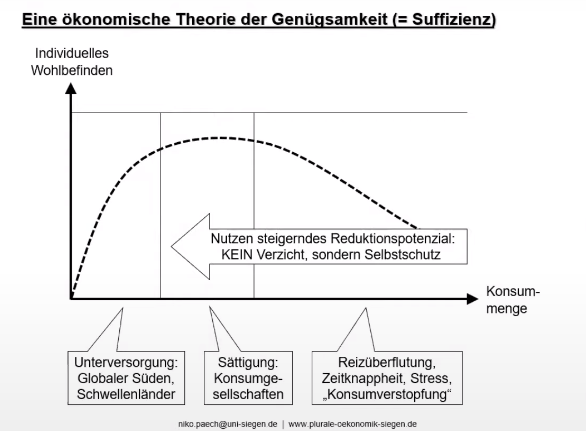 Eine ökonomische Theorie der Genügsamkeit (= Suffizienz)
Individuelles
Wohlbefinden
Nutzen steigerndes Reduktionspotenzial:
KEIN Verzicht, sondern Selbstschutz
Konsum-
menge
Unterversorgung:
Globaler Süden,
Schwellenländer
Sättigung:
Konsumge-
sellschaften
Reizüberflutung,
Zeitknappheit, Stress,
„Konsumverstopfung“
niko.paech@uni-siegen.de | www.plurale-oekonomik-siegen.de